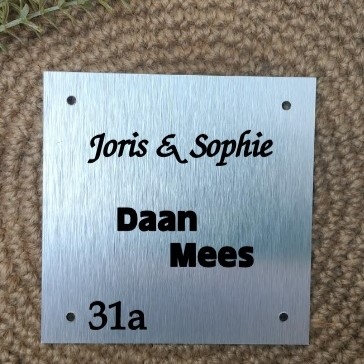 Joris & Sophie
Daan
Mees
31a